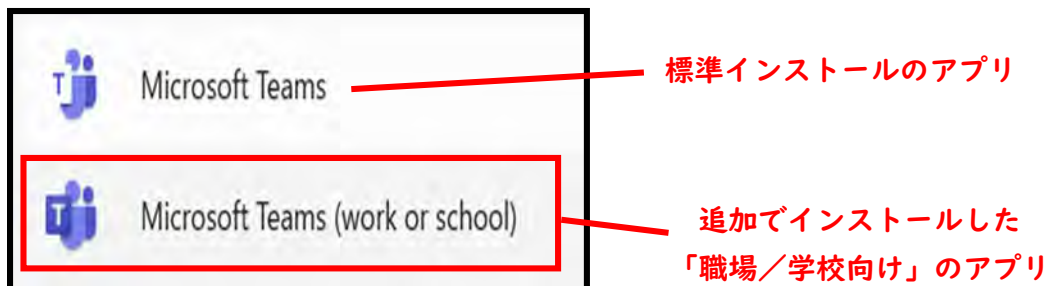 Microsoft Teams
標準インストールのアプリ
Microsoft Teams (work or school)
追加でインストールした
「職場／学校向け」のアプリ